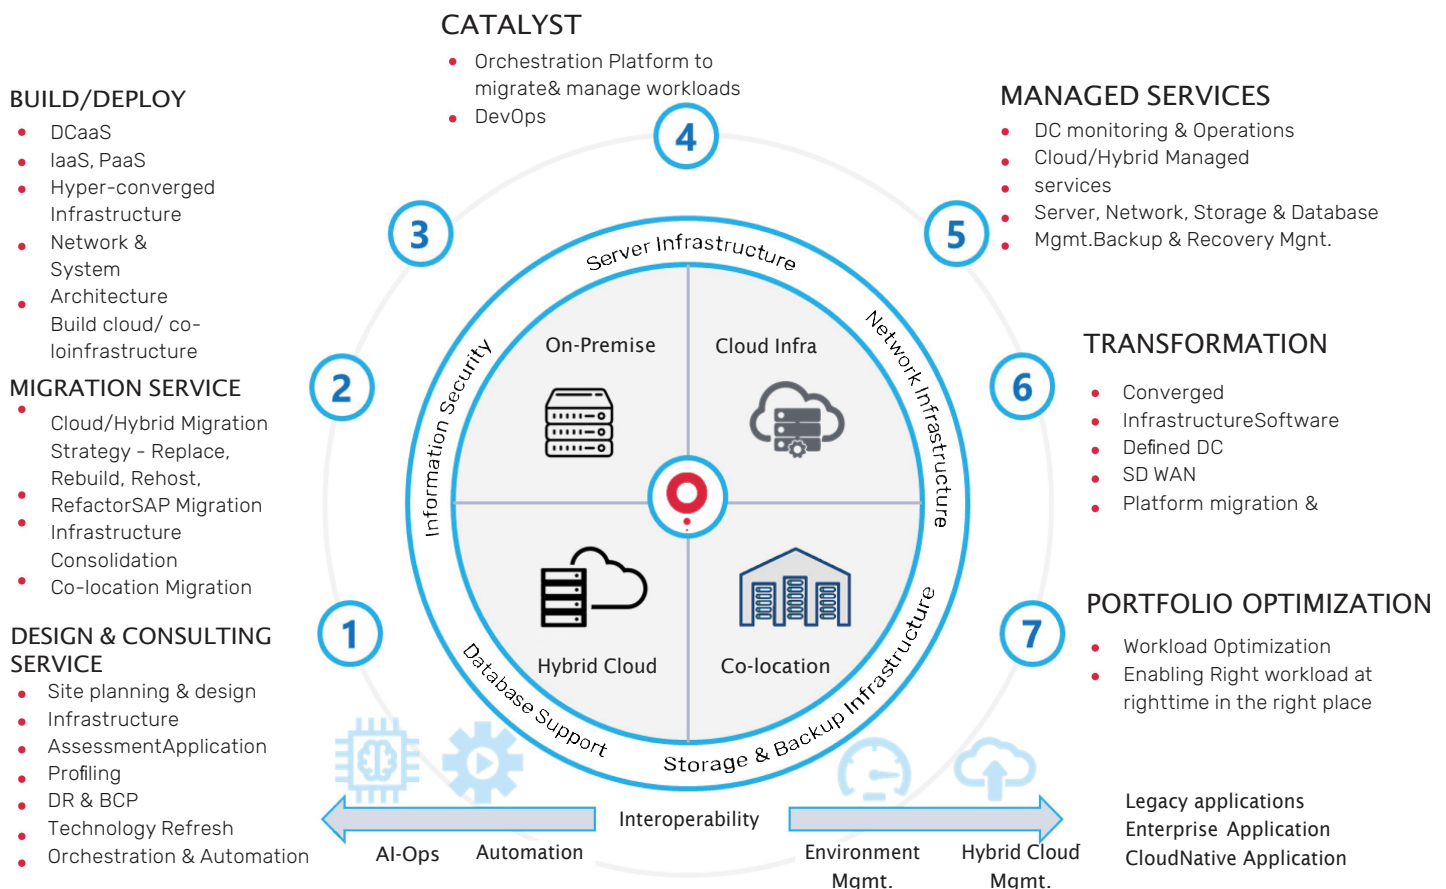 CATALYST
Orchestration Platform to
migrate& manage workloads
DevOps
BUILD/DEPLOY
DCaaS
IaaS, PaaS
Hyper-converged
Infrastructure
Network &
System
Architecture
Build cloud/ co-
loinfrastructure
MIGRATION SERVICE
Cloud/Hybrid Migration
Strategy - Replace,
Rebuild, Rehost,
RefactorSAP Migration
Infrastructure
Consolidation
Co-location Migration
DESIGN & CONSULTING
SERVICE
Site planning & design
Infrastructure
AssessmentApplication
Profiling
DR & BCP
Technology Refresh
Orchestration & Automation
1
2
3
4
5
6
7
Server Infrastructure
Network Infrastructure
Storage & Backup Infrastructure
Database Support
Information Security
On-Premise
Cloud Infra
Hybrid Cloud
Co-location
MANAGED SERVICES
DC monitoring & Operations
Cloud/Hybrid Managed
services
Server, Network, Storage & Database
Mgmt.Backup & Recovery Mgnt.
TRANSFORMATION
Converged
InfrastructureSoftware
Defined DC
SD WAN
Platform migration &
PORTFOLIO OPTIMIZATION
Workload Optimization
Enabling Right workload at
righttime in the right place
Interoperability
AI-Ops
Automation
Environment
Mgmt.
Hybrid Cloud
Mgmt.
Legacy applications
Enterprise Application
CloudNative Application